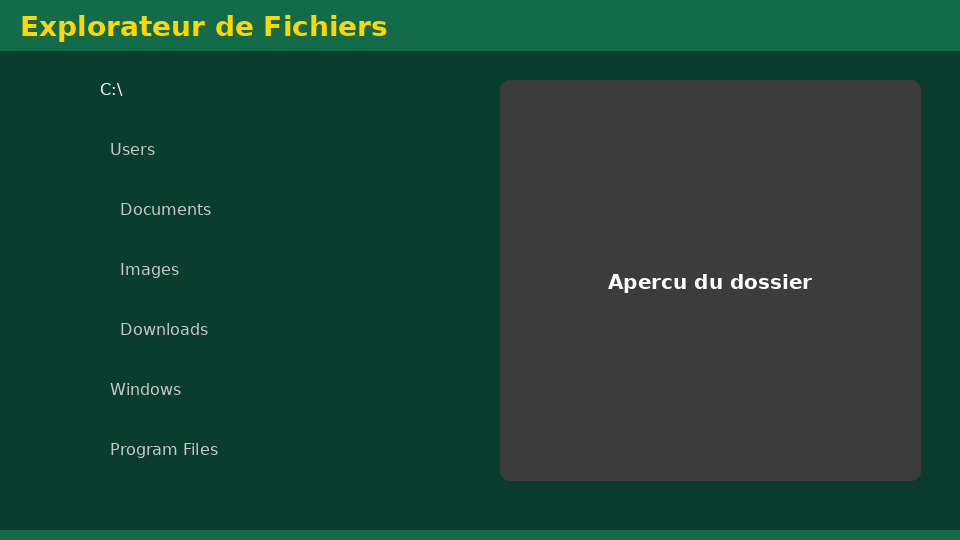 Explorateur de Fichiers
C:\
Users
Documents
Images
Downloads
Windows
Program Files
Apercu du dossier